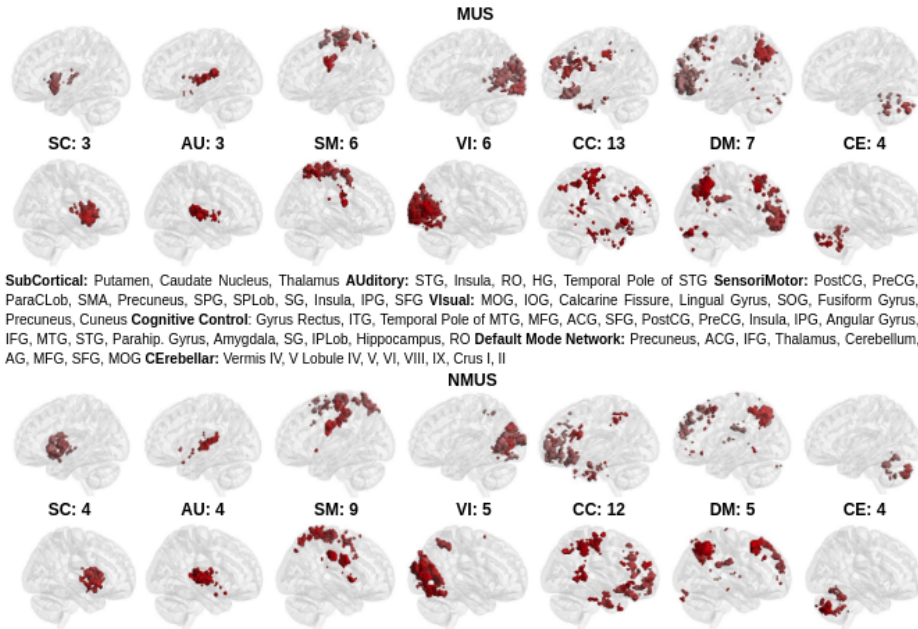 MUS
SC: 3 AU: 3 SM: 6 VI: 6 CC: 13 DM: 7 CE: 4
SubCortical: Putamen, Caudate Nucleus, Thalamus AUditory: STG, Insula, RO, HG, Temporal Pole of STG SensoriMotor: PostCG, PreCG,
ParaCLob, SMA, Precuneus, SPG, SPLob, SG, Insula, IPG, SFG VIsual: MOG, IOG, Calcarine Fissure, Lingual Gyrus, SOG, Fusiform Gyrus,
Precuneus, Cuneus Cognitive Control: Gyrus Rectus, ITG, Temporal Pole of MTG, MFG, ACG, SFG, PostCG, PreCG, Insula, IPG, Angular Gyrus,
IFG, MTG, STG, Parahip. Gyrus, Amygdala, SG, IPLob, Hippocampus, RO Default Mode Network: Precuneus, ACG, IFG, Thalamus, Cerebellum,
AG, MFG, SFG, MOG CErebellar: Vermis IV, V Lobule IV, V, VI, VIII, IX, Crus I, II
NMUS
SC: 4 AU: 4 SM: 9 VI: 5 CC: 12 DM: 5 CE: 4